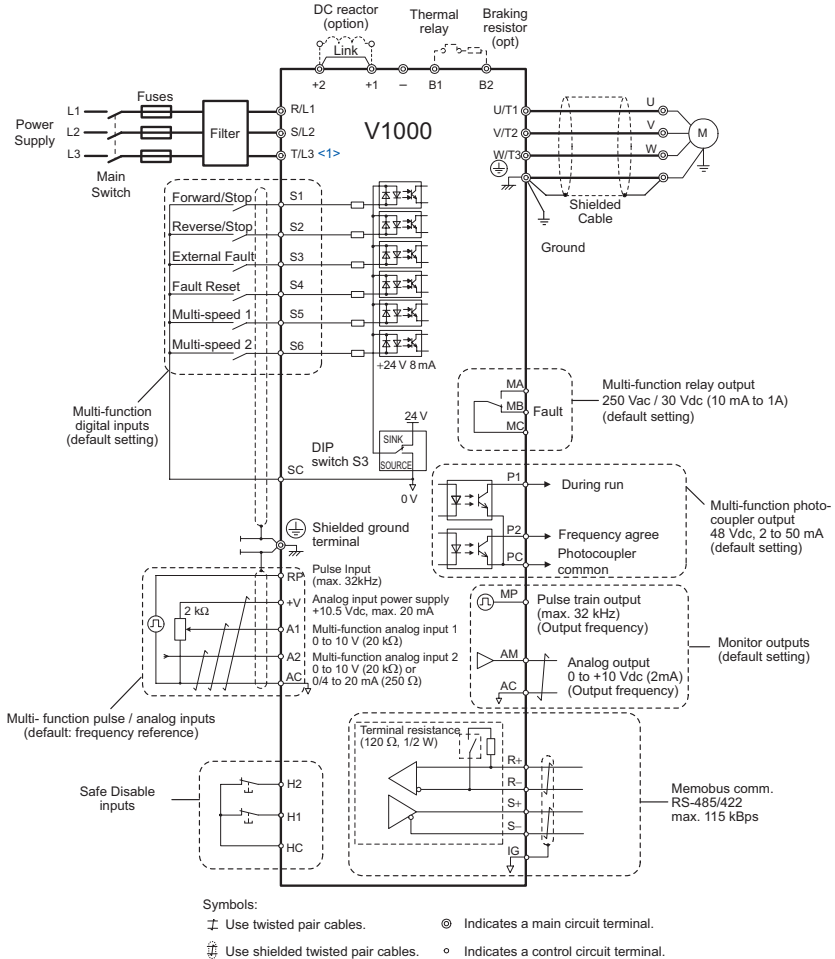 DC reactor
(option)
Thermal
relay
Braking
resistor
(opt)
Link
+2
+1
–
B1
B2
Fuses
L1
L2
L3
Power
Supply
Main
Switch
Filter
R/L1
S/L2
T/L3 <1>
V1000
U/T1
V/T2
W/T3
U
V
W
M
Shielded
Cable
Ground
Forward/Stop
S1
Reverse/Stop
S2
External Fault
S3
Fault Reset
S4
Multi-speed 1
S5
Multi-speed 2
S6
+24 V 8 mA
Multi-function
digital inputs
(default setting)
24 V
SINK
SOURCE
DIP
switch S3
0 V
SC
MA
MB
MC
Fault
Multi-function relay output
250 Vac / 30 Vdc (10 mA to 1A)
(default setting)
P1
During run
P2
Frequency agree
PC
Photocoupler
common
Multi-function photo-
coupler output
48 Vdc, 2 to 50 mA
(default setting)
Shielded ground
terminal
RP
Pulse Input
(max. 32kHz)
2 kΩ
+V
Analog input power supply
+10.5 Vdc, max. 20 mA
A1
Multi-function analog input 1
0 to 10 V (20 kΩ)
A2
Multi-function analog input 2
0 to 10 V (20 kΩ) or
0/4 to 20 mA (250 Ω)
AC
Multi- function pulse / analog inputs
(default: frequency reference)
MP
Pulse train output
(max. 32 kHz)
(Output frequency)
AM
Analog output
0 to +10 Vdc (2mA)
(Output frequency)
AC
Monitor outputs
(default setting)
Safe Disable
inputs
H2
H1
HC
Terminal resistance
(120 Ω, 1/2 W)
R+
R–
S+
S–
IG
Memobus comm.
RS-485/422
max. 115 kBps
Symbols:
Use twisted pair cables.
Indicates a main circuit terminal.
Use shielded twisted pair cables.
Indicates a control circuit terminal.